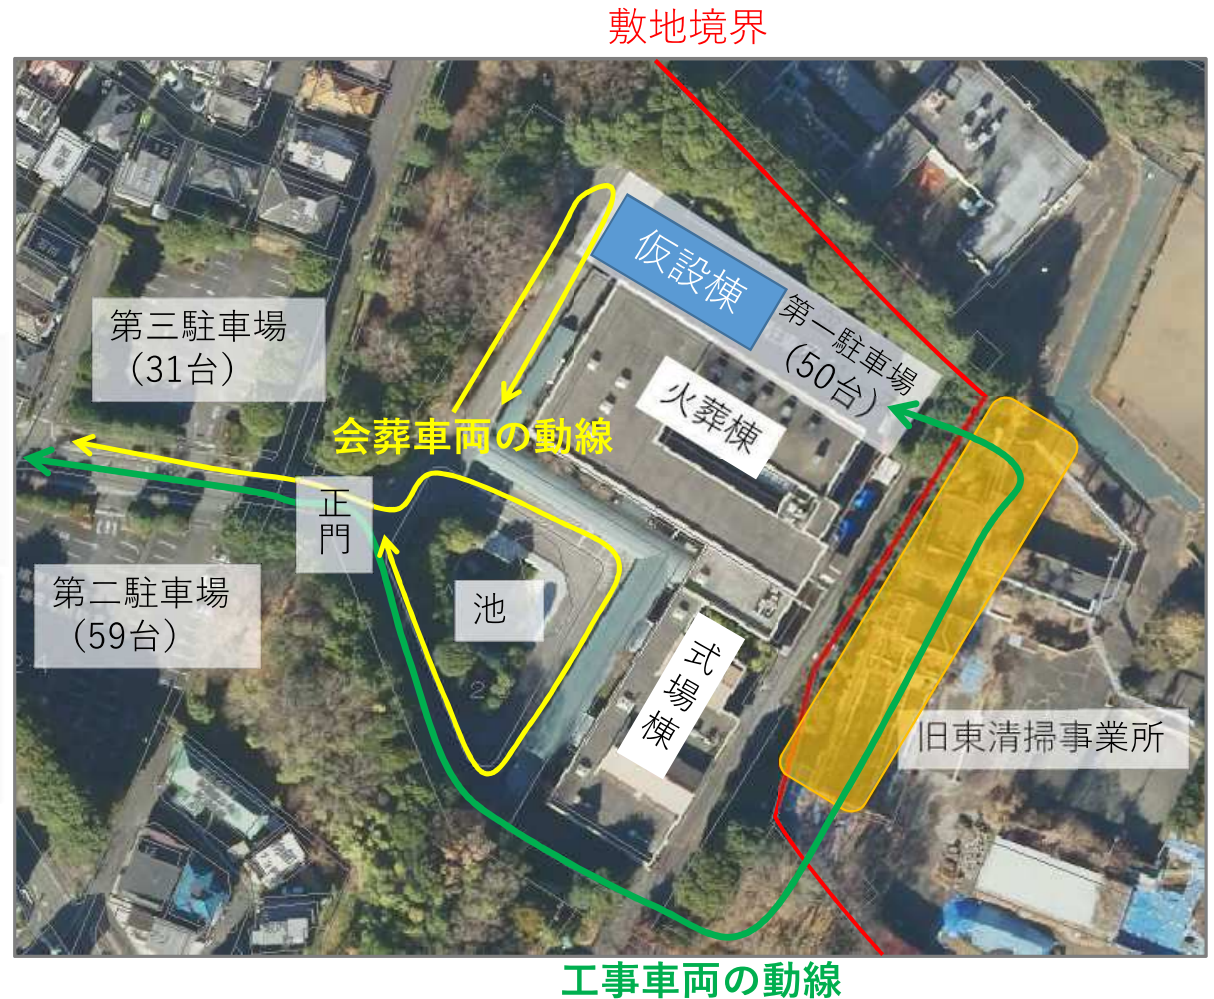 敷地境界
仮設棟
第一駐車場
（50台）
第三駐車場
（31台）
火葬棟
会葬車両の動線
正門
第二駐車場
（59台）
池
式場棟
旧東清掃事業所
工事車両の動線